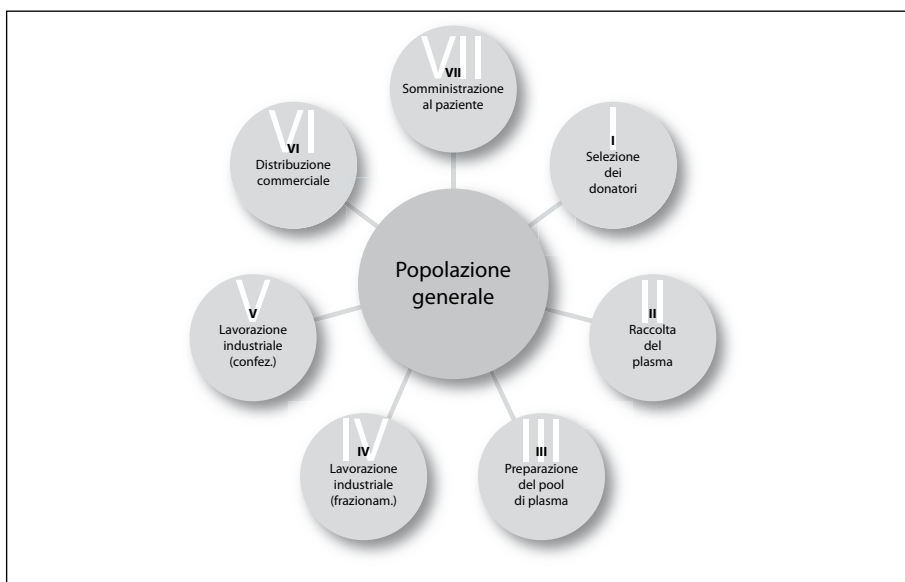 Popolazione
generale
I
I
Selezione
dei
donatori
II
II
Raccolta
del
plasma
III
III
Preparazione
del pool
di plasma
IV
IV
Lavorazione
industriale
(frazionam.)
V
V
Lavorazione
industriale
(confez.)
VI
VI
Distribuzione
commerciale
VII
VII
Somministrazione
al paziente